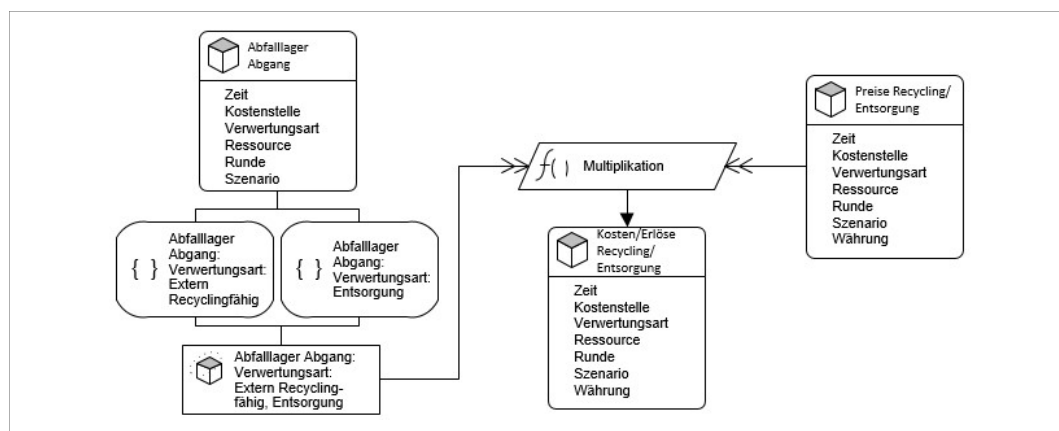 Abfalllager
Abgang
Zeit
Kostenstelle
Verwertungsart
Ressource
Runde
Szenario
{ }
Abfalllager
Abgang:
Verwertungsart:
Extern
Recyclingfähig
{ }
Abfalllager
Abgang:
Verwertungsart:
Entsorgung
Abfalllager Abgang:
Verwertungsart:
Extern Recycling-
fähig, Entsorgung
f( ) Multiplikation
Kosten/Erlöse
Recycling/
Entsorgung
Zeit
Kostenstelle
Verwertungsart
Ressource
Runde
Szenario
Währung
Preise Recycling/
Entsorgung
Zeit
Kostenstelle
Verwertungsart
Ressource
Runde
Szenario
Währung